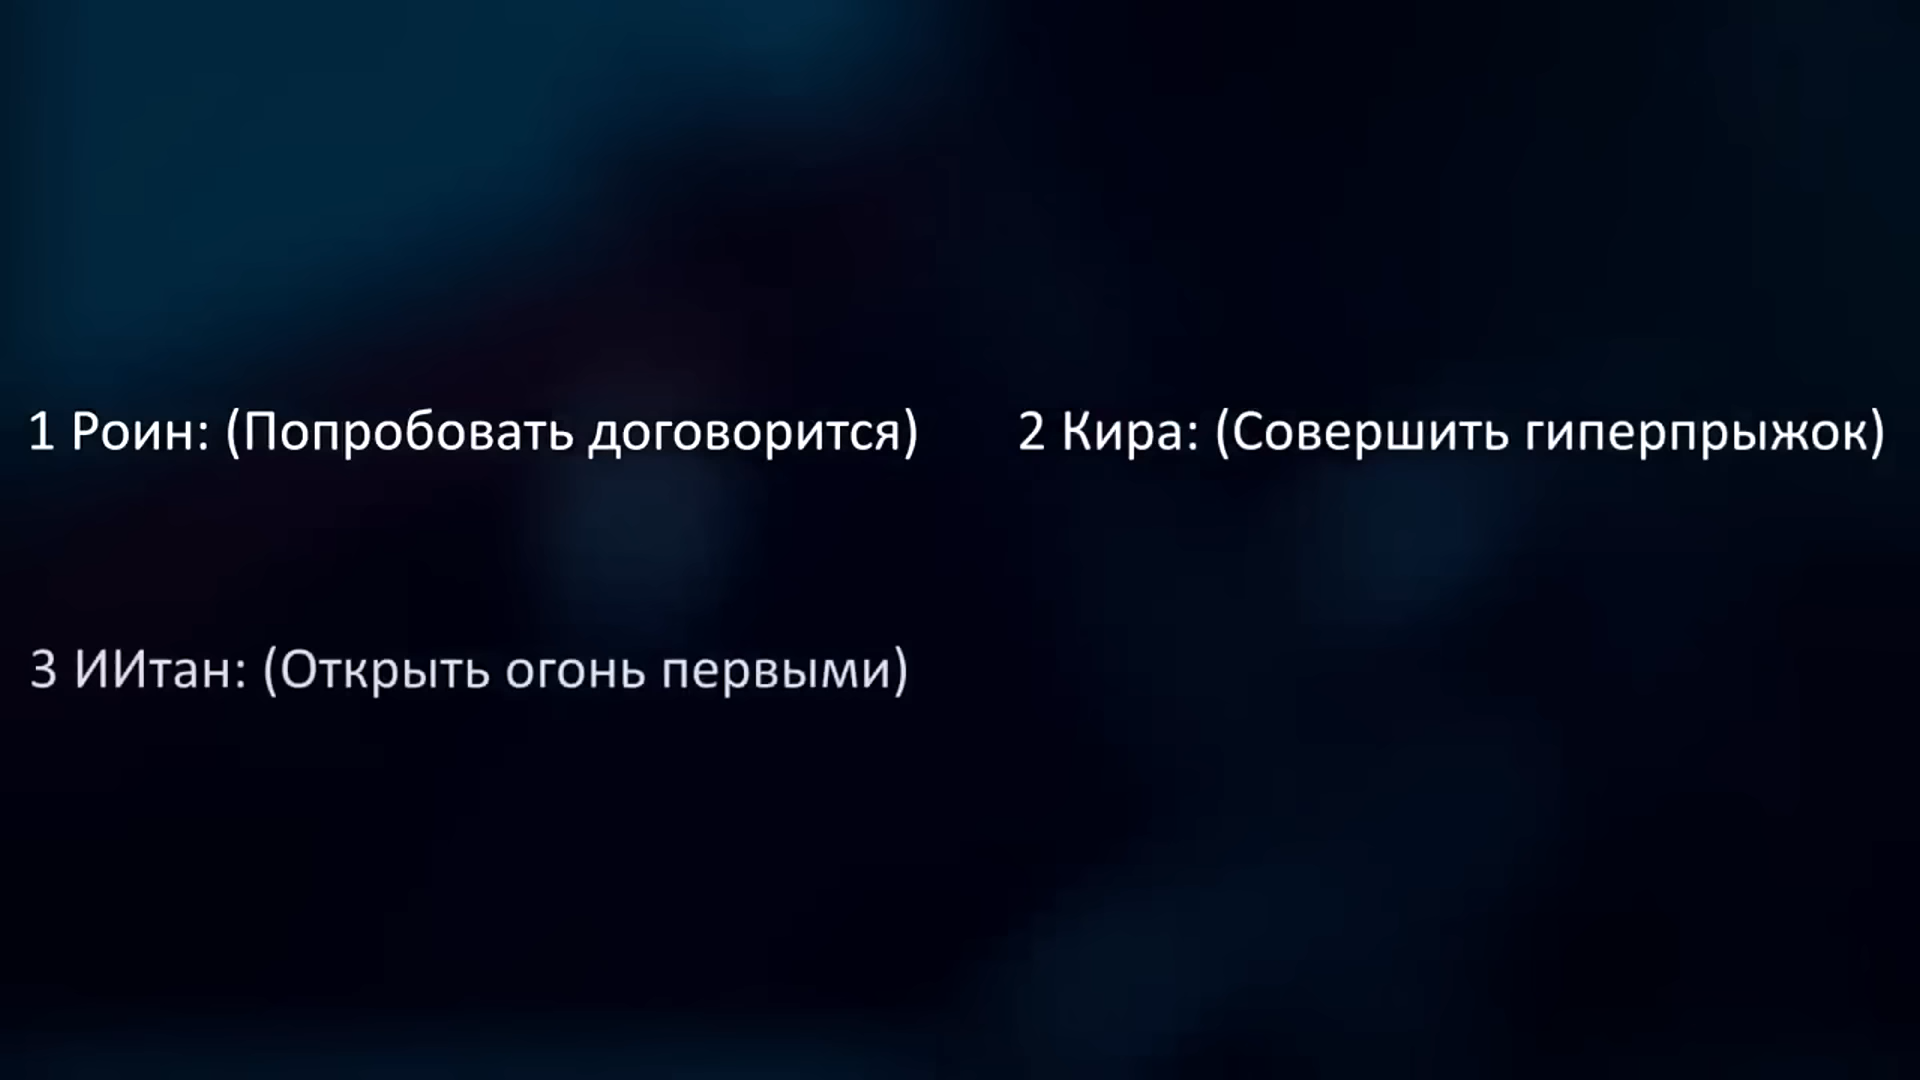 1 Роин: (Попробовать договорится)
2 Кира: (Совершить гиперпрыжок)
3 ИИтан: (Открыть огонь первыми)